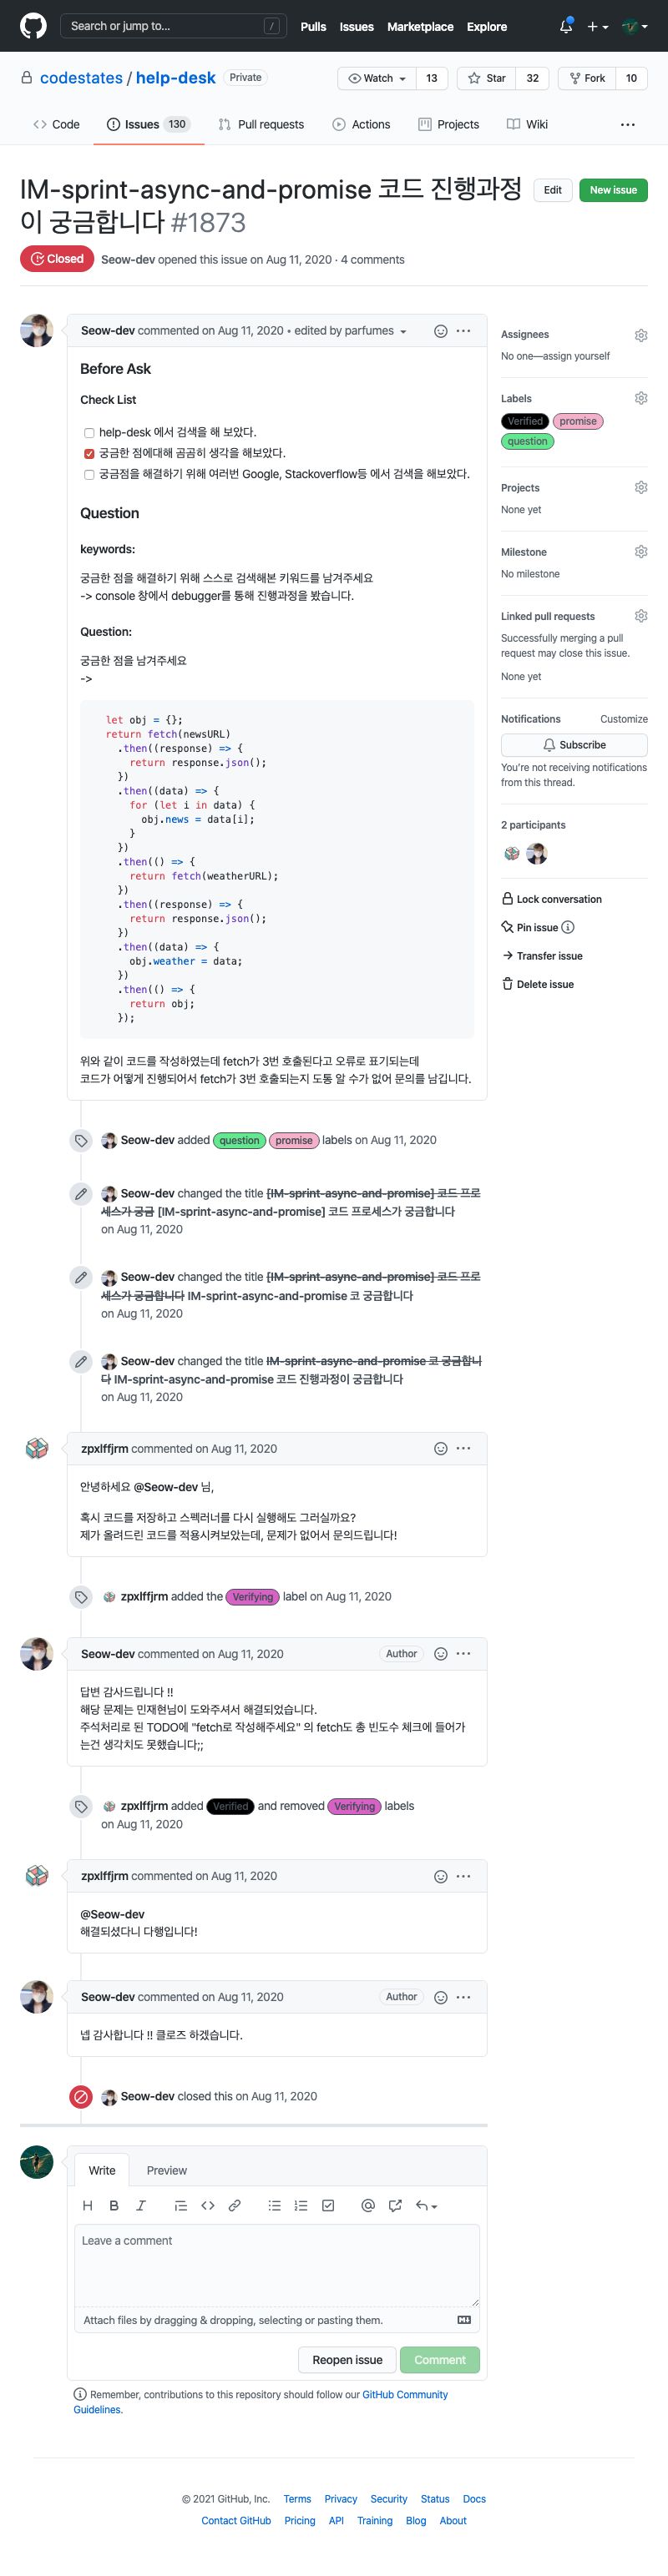 Search or jump to... / Pulls Issues Marketplace Explore
codestates / help-desk Private Watch 13 Star 32 Fork 10
Code Issues 130 Pull requests Actions Projects Wiki
IM-sprint-async-and-promise 코드 진행과정 Edit New issue
이 궁금합니다 #1873
Closed Seow-dev opened this issue on Aug 11, 2020 · 4 comments
Seow-dev commented on Aug 11, 2020 • edited by parfumes
Before Ask
Check List
help-desk 에서 검색을 해 보았다.
궁금한 점에대해 곰곰히 생각을 해보았다.
궁금점을 해결하기 위해 여러번 Google, Stackoverflow등 에서 검색을 해보았다.
Question
keywords:
궁금한 점을 해결하기 위해 스스로 검색해본 키워드를 남겨주세요
-> console 창에서 debugger를 통해 진행과정을 봤습니다.
Question:
궁금한 점을 남겨주세요
->
let obj = {};
return fetch(newsURL)
.then((response) => {
return response.json();
})
.then((data) => {
for (let i in data) {
obj.news = data[i];
}
})
.then(() => {
return fetch(weatherURL);
})
.then((response) => {
return response.json();
})
.then((data) => {
obj.weather = data;
})
.then(() => {
return obj;
});
위와 같이 코드를 작성하였는데 fetch가 3번 호출된다고 오류로 표기되는데
코드가 어떻게 진행되어서 fetch가 3번 호출되는지 도통 알 수가 없어 문의를 남깁니다.
Assignees
No one—assign yourself
Labels
Verified promise
question
Projects
None yet
Milestone
No milestone
Linked pull requests
Successfully merging a pull
request may close this issue.
None yet
Notifications Customize
Subscribe
You're not receiving notifications
from this thread.
2 participants
Lock conversation
Pin issue
Transfer issue
Delete issue
Seow-dev added question promise labels on Aug 11, 2020
Seow-dev changed the title [IM-sprint-async-and-promise] 코드 프로
세스가 궁금 [IM-sprint-async-and-promise] 코드 프로세스가 궁금합니다
on Aug 11, 2020
Seow-dev changed the title [IM-sprint-async-and-promise] 코드 프로
세스가 궁금합니다 IM-sprint-async-and-promise 코 궁금합니다
on Aug 11, 2020
Seow-dev changed the title IM-sprint-async-and-promise 코 궁금합니
다 IM-sprint-async-and-promise 코드 진행과정이 궁금합니다
on Aug 11, 2020
zpxlffjrm commented on Aug 11, 2020
안녕하세요 @Seow-dev 님,
혹시 코드를 저장하고 스펙러너를 다시 실행해도 그러실까요?
제가 올려드린 코드를 적용시켜보았는데, 문제가 없어서 문의드립니다!
zpxlffjrm added the Verifying label on Aug 11, 2020
Seow-dev commented on Aug 11, 2020 Author
답변 감사드립니다 !!
해당 문제는 민재현님이 도와주셔서 해결되었습니다.
주석처리로 된 TODO에 "fetch로 작성해주세요" 의 fetch도 총 빈도수 체크에 들어가
는건 생각치도 못했습니다;;
zpxlffjrm added Verified and removed Verifying labels
on Aug 11, 2020
zpxlffjrm commented on Aug 11, 2020
@Seow-dev
해결되셨다니 다행입니다!
Seow-dev commented on Aug 11, 2020 Author
넵 감사합니다 !! 클로즈 하겠습니다.
Seow-dev closed this on Aug 11, 2020
Write Preview
Leave a comment
Attach files by dragging & dropping, selecting or pasting them.
Reopen issue Comment
Remember, contributions to this repository should follow our GitHub Community
Guidelines.
© 2021 GitHub, Inc. Terms Privacy Security Status Docs
Contact GitHub Pricing API Training Blog About